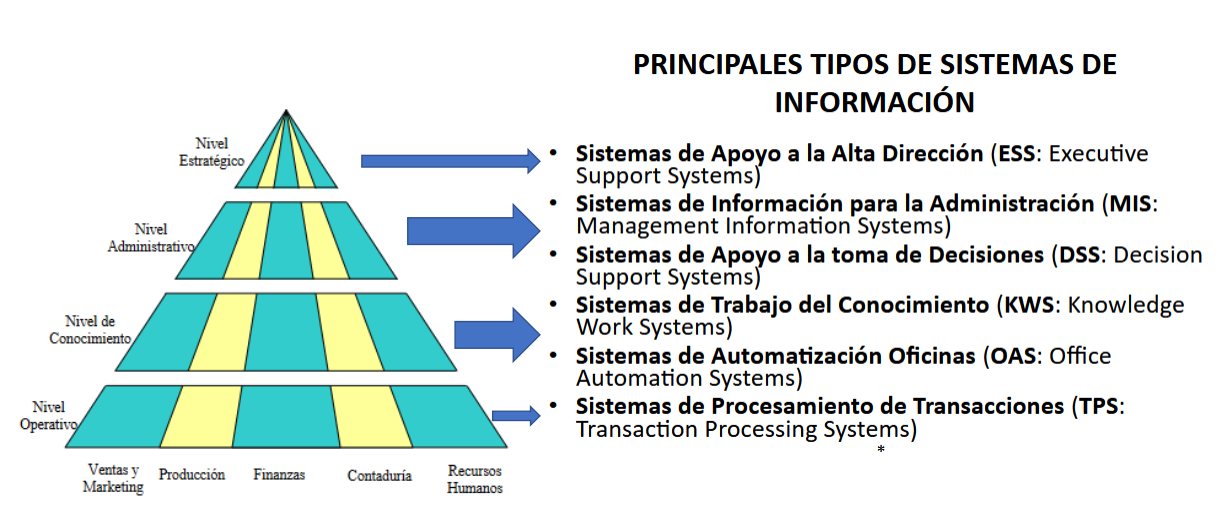 PRINCIPALES TIPOS DE SISTEMAS DE
INFORMACIÓN
Nivel
Estratégico
Nivel
Administrativo
Nivel de
Conocimiento
Nivel
Operativo
Ventas y
Marketing
Producción
Finanzas
Contaduría
Recursos
Humanos
• Sistemas de Apoyo a la Alta Dirección (ESS: Executive
Support Systems)
• Sistemas de Información para la Administración (MIS:
Management Information Systems)
• Sistemas de Apoyo a la toma de Decisiones (DSS: Decision
Support Systems)
• Sistemas de Trabajo del Conocimiento (KWS: Knowledge
Work Systems)
• Sistemas de Automatización Oficinas (OAS: Office
Automation Systems)
• Sistemas de Procesamiento de Transacciones (TPS:
Transaction Processing Systems)
*